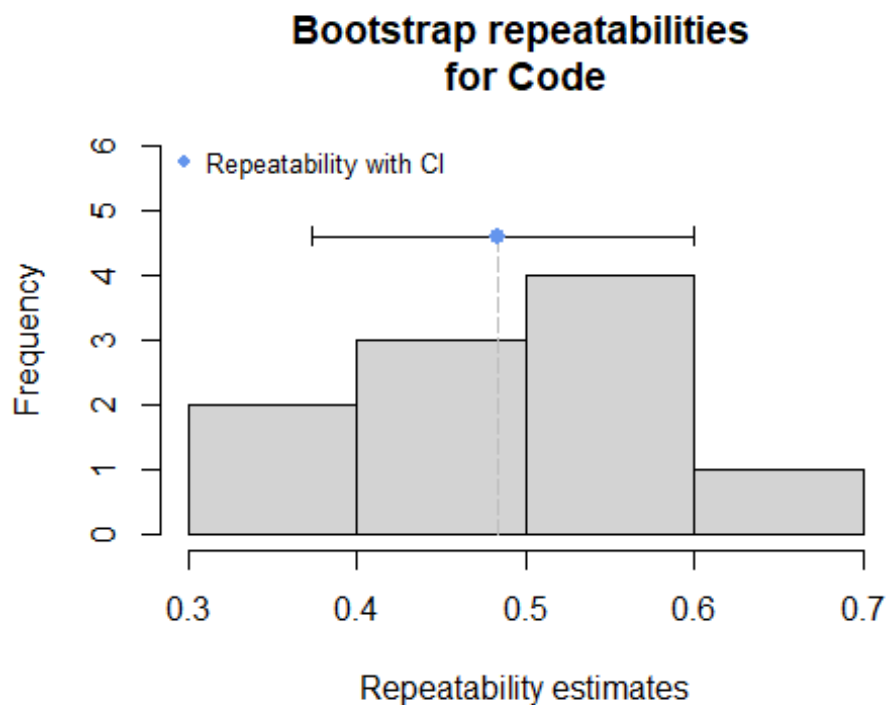 Bootstrap repeatabilities
for Code
Repeatability with CI
Frequency
6
5
4
3
2
1
0
0.3 0.4 0.5 0.6 0.7
Repeatability estimates